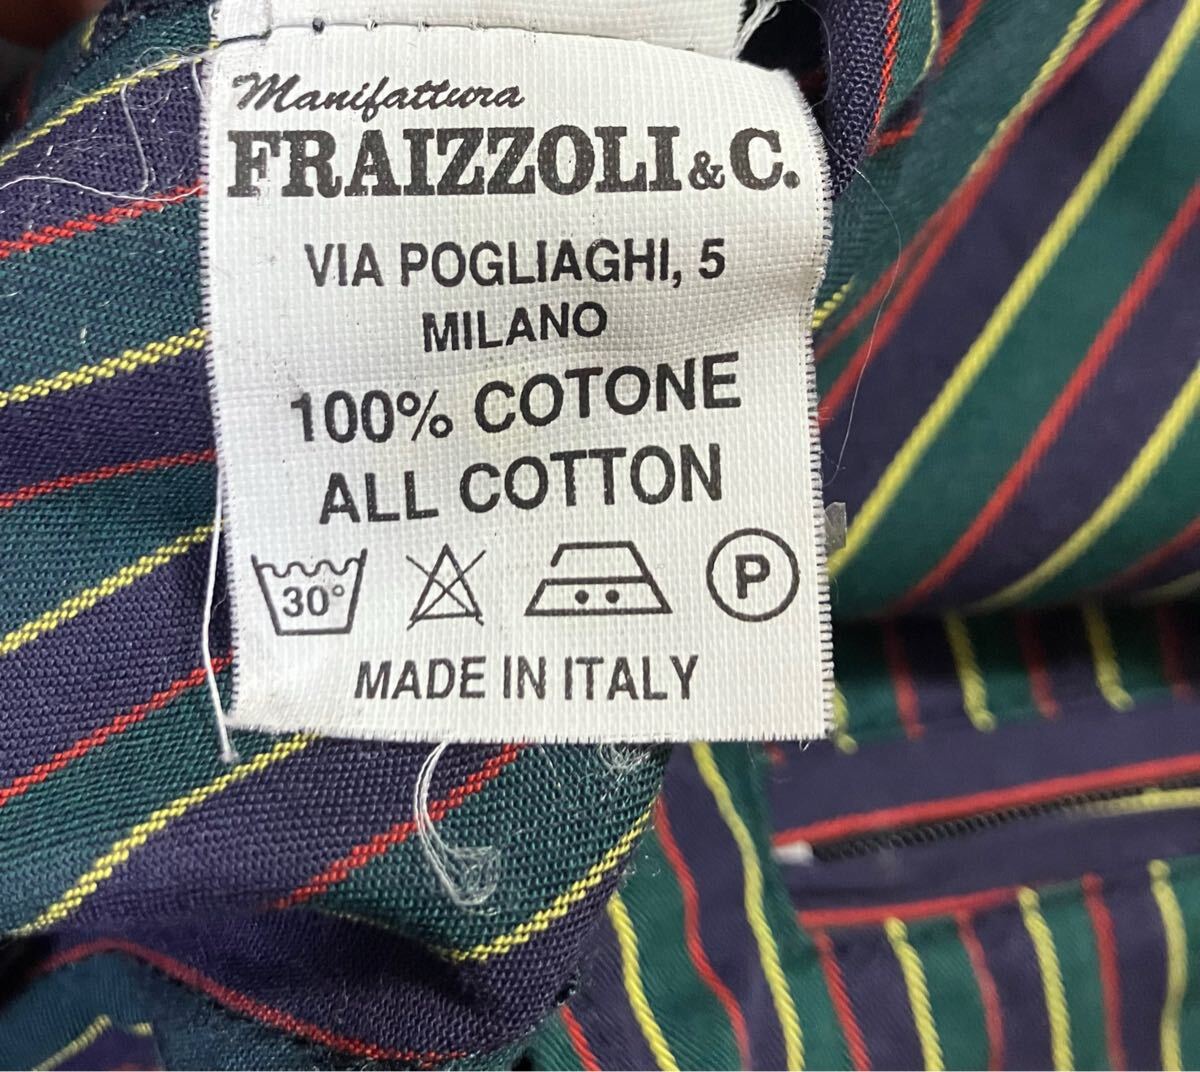 Manifattura
FRAIZZOLI & C.
VIA POGLIAGHI, 5
MILANO
100% COTONE
ALL COTTON
30° P
MADE IN ITALY